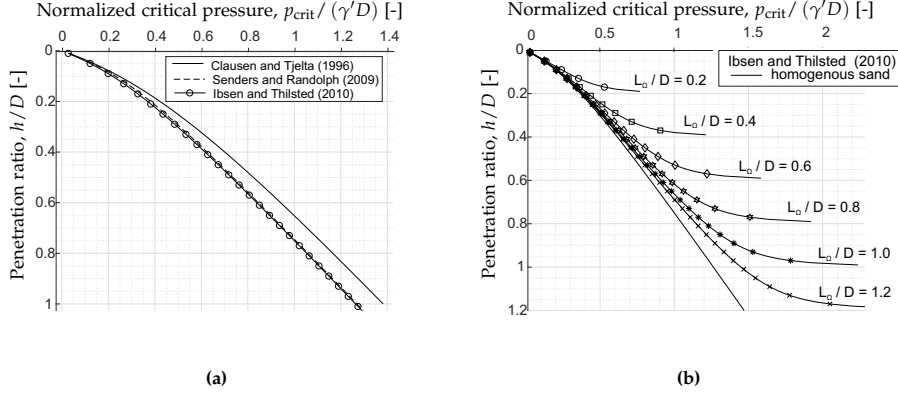 Normalized critical pressure, p_crit / (γ′D) [-]
0 0.2 0.4 0.6 0.8 1.0 1.2 1.4
Penetration ratio, h/D [-]
0
0.2
0.4
0.6
0.8
1
Clausen and Tjelta (1996)
Senders and Randolph (2009)
Ibsen and Thilsted (2010)
(a)
Normalized critical pressure, p_crit / (γ′D) [-]
0 0.5 1 1.5 2
Penetration ratio, h/D [-]
0
0.2
0.4
0.6
0.8
1.0
1.2
Ibsen and Thilsted (2010)
homogenous sand
L_Ω / D = 0.2
L_Ω / D = 0.4
L_Ω / D = 0.6
L_Ω / D = 0.8
L_Ω / D = 1.0
L_Ω / D = 1.2
(b)